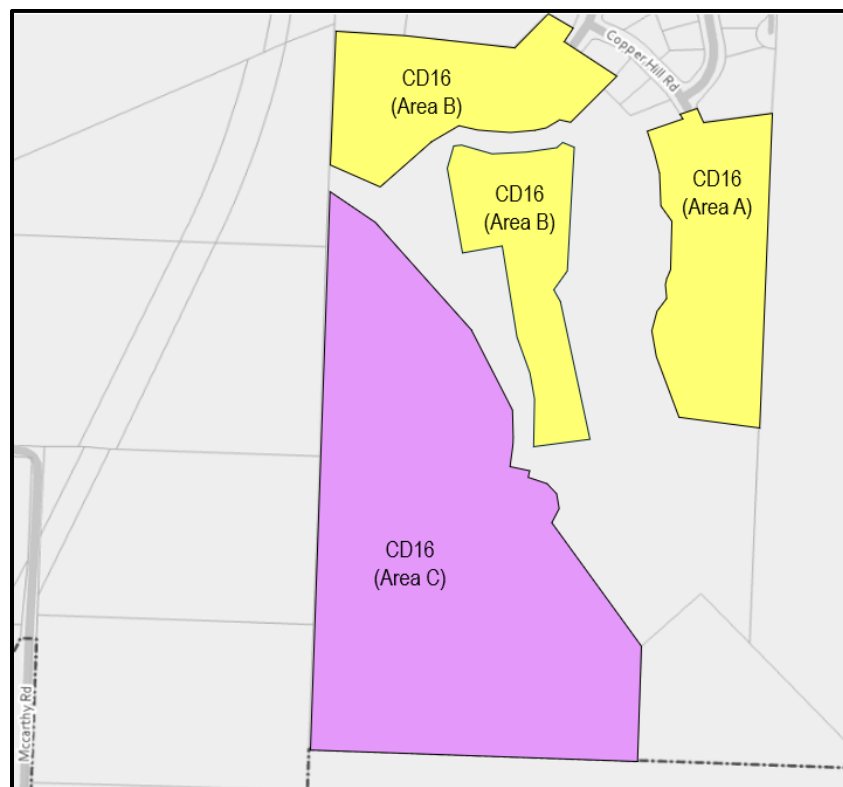 Copper Hill Rd
CD16
(Area B)
CD16
(Area A)
CD16
(Area B)
CD16
(Area C)
Mccarthy Rd